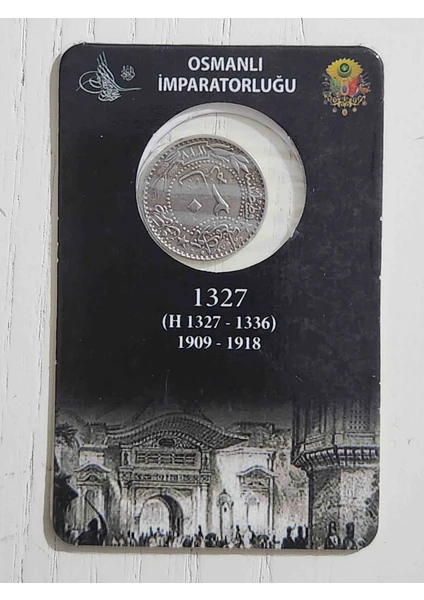 OSMANLI
İMPARATORLUĞU
1327
(H 1327 - 1336)
1909 - 1918